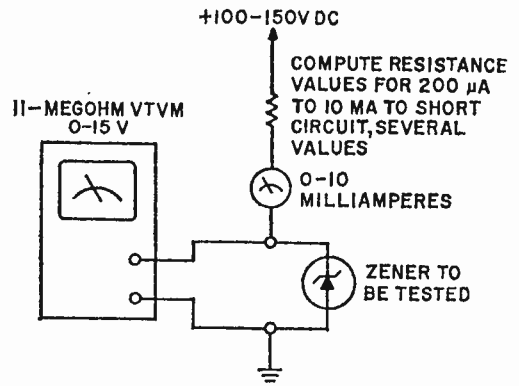 +100-150V DC
COMPUTE RESISTANCE
VALUES FOR 200 µA
TO 10 MA TO SHORT
CIRCUIT, SEVERAL
VALUES
11-MEGOHM VTVM
0-15 V
0-10
MILLIAMPERES
ZENER TO
BE TESTED